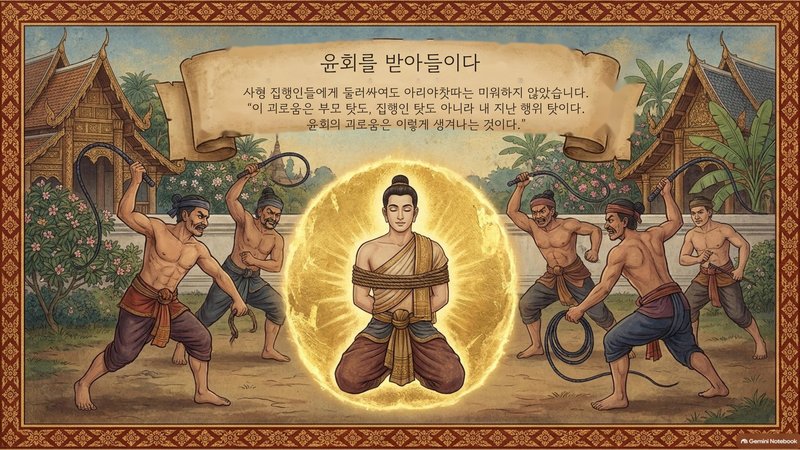 윤회를 받아들이다
사형 집행인들에게 둘러싸여도 아리야찻따는 미워하지 않았습니다.
"이 괴로움은 부모 탓도, 집행인 탓도 아니라 내 지난 행위 탓이다.
윤회의 괴로움은 이렇게 생겨나는 것이다."
Gemini Notebook